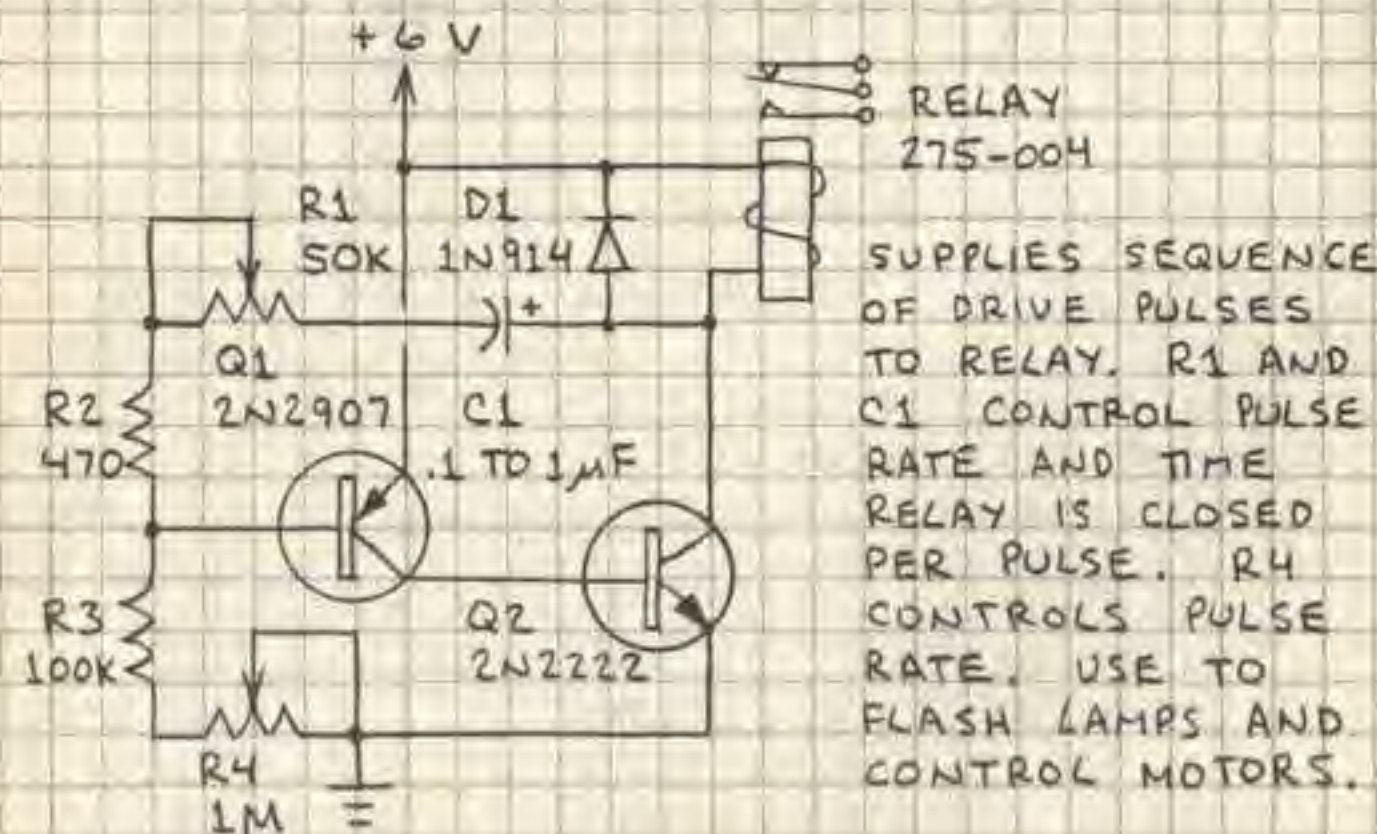 +6 V
RELAY
275-004
R1
50K
D1
1N914
+
Q1
2N2907
R2
470
C1
.1 TO 1µF
R3
100K
Q2
2N2222
R4
1M
SUPPLIES SEQUENCE
OF DRIVE PULSES
TO RELAY. R1 AND
C1 CONTROL PULSE
RATE AND TIME
RELAY IS CLOSED
PER PULSE. R4
CONTROLS PULSE
RATE. USE TO
FLASH LAMPS AND
CONTROL MOTORS.